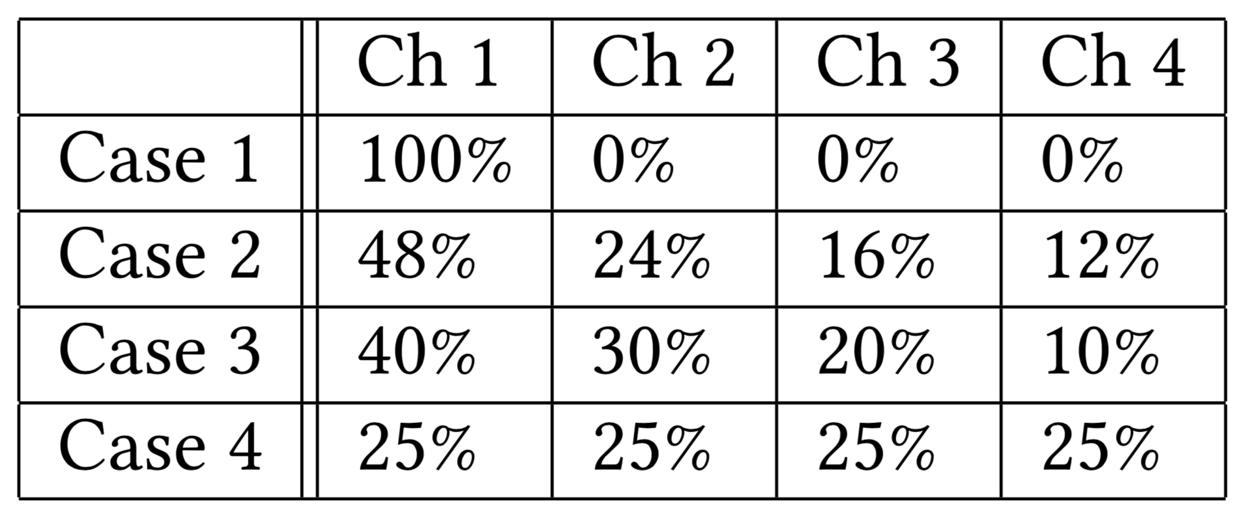 Ch 1 Ch 2 Ch 3 Ch 4
Case 1 100% 0% 0% 0%
Case 2 48% 24% 16% 12%
Case 3 40% 30% 20% 10%
Case 4 25% 25% 25% 25%